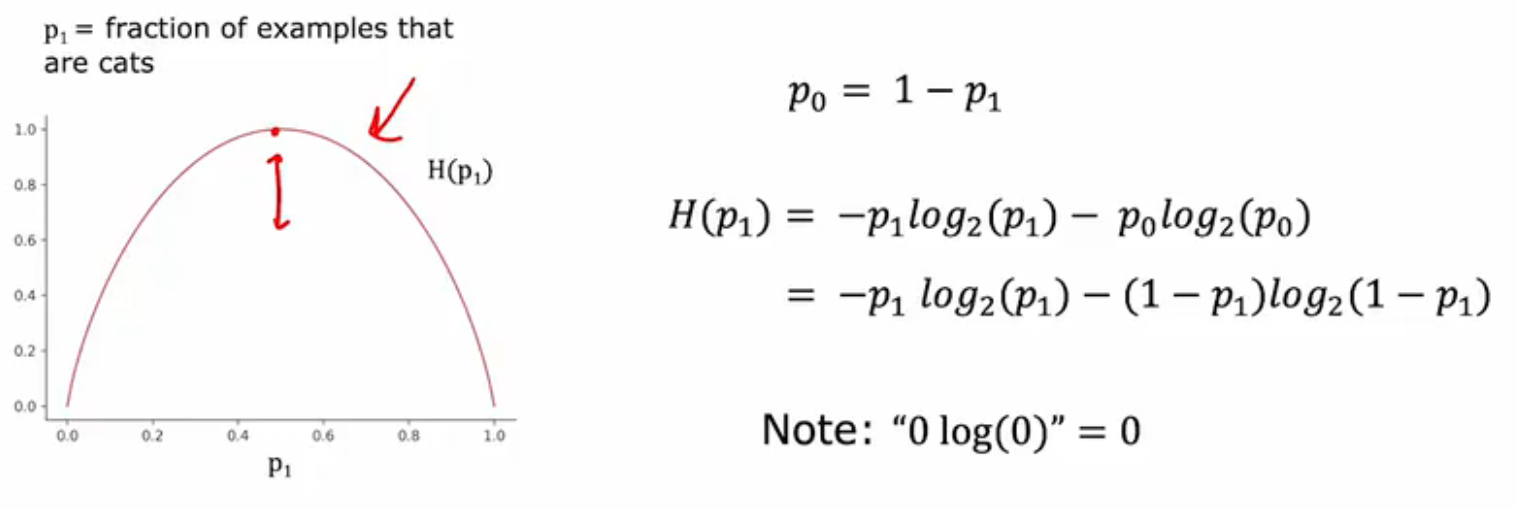 p₁ = fraction of examples that
are cats
1.0
0.8
0.6
0.4
0.2
0.0
0.0 0.2 0.4 0.6 0.8 1.0
p₁
H(p₁)
p₀ = 1 − p₁
H(p₁) = −p₁log₂(p₁) − p₀log₂(p₀)
= −p₁ log₂(p₁) − (1 − p₁)log₂(1 − p₁)
Note: “0 log(0)” = 0